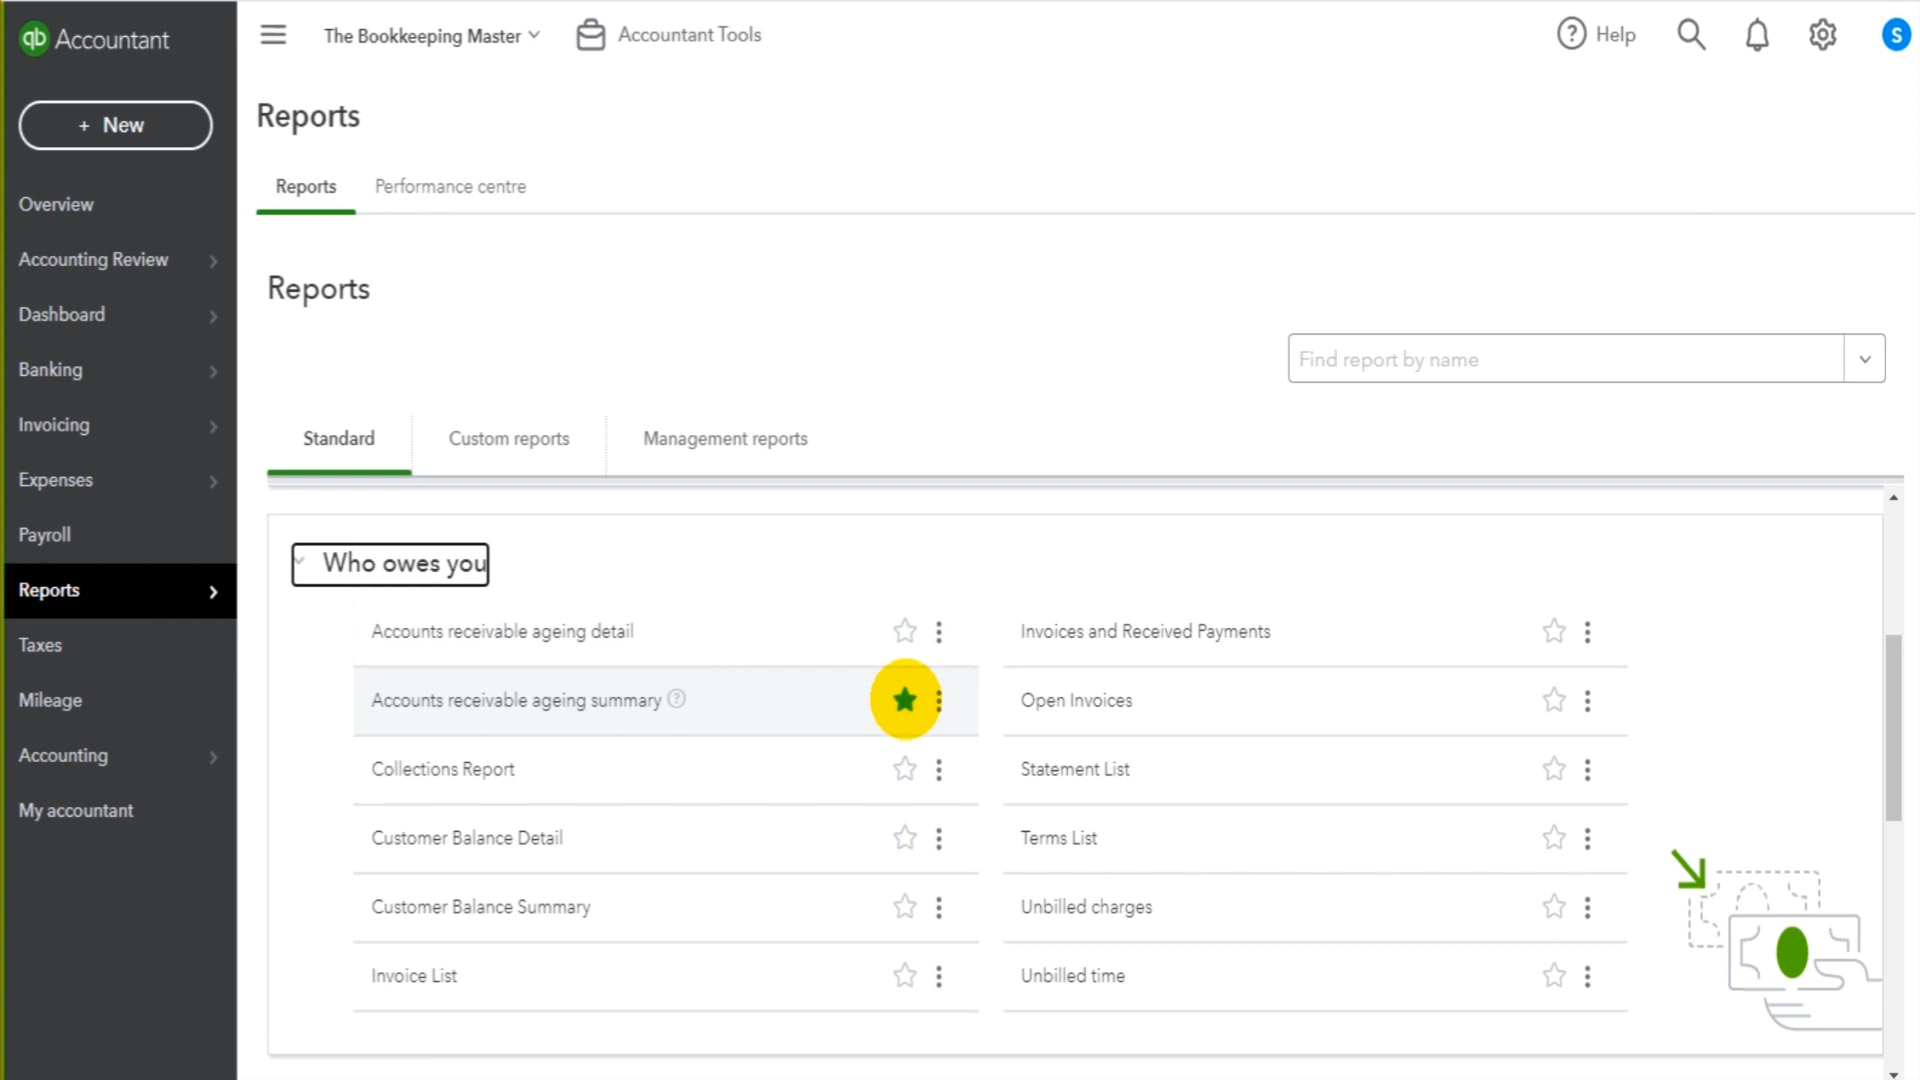 qb Accountant
The Bookkeeping Master
Accountant Tools
? Help
S
+ New
Overview
Accounting Review
Dashboard
Banking
Invoicing
Expenses
Payroll
Reports
Taxes
Mileage
Accounting
My accountant
Reports
Reports
Performance centre
Reports
Find report by name
Standard
Custom reports
Management reports
Who owes you
Accounts receivable ageing detail
Accounts receivable ageing summary ?
Collections Report
Customer Balance Detail
Customer Balance Summary
Invoice List
Invoices and Received Payments
Open Invoices
Statement List
Terms List
Unbilled charges
Unbilled time